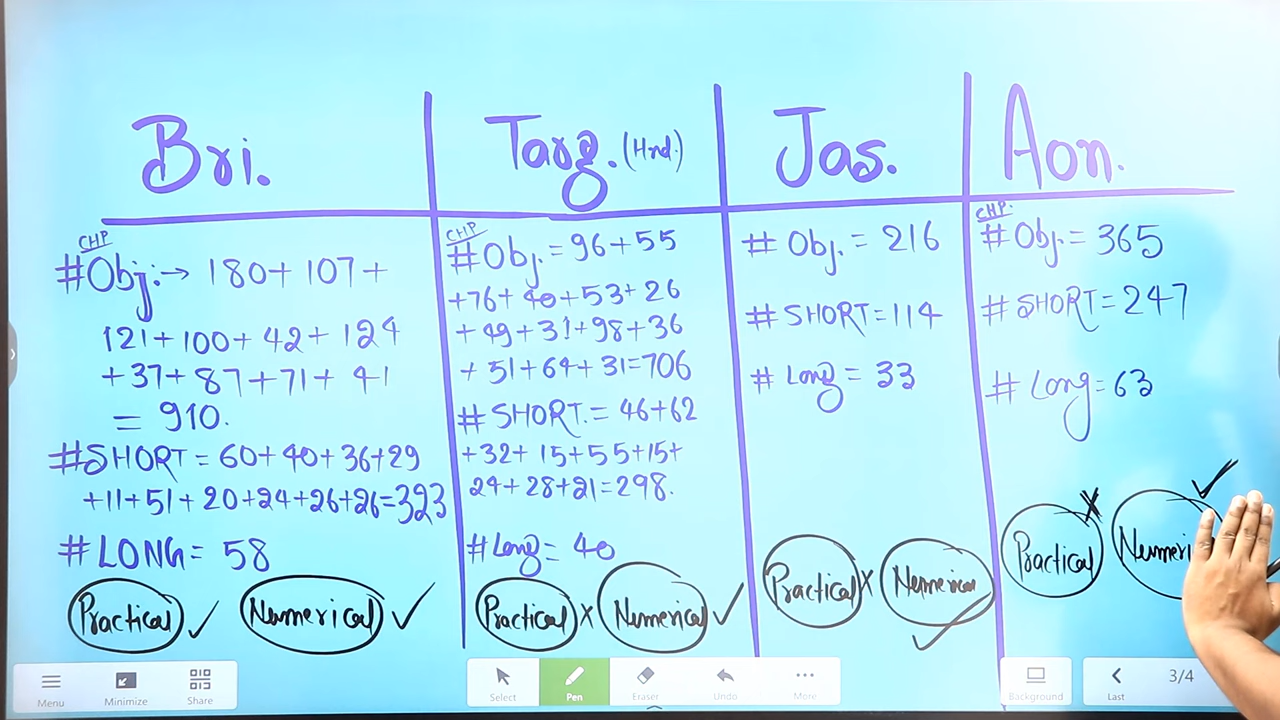 Bri.
CHP
#Obj.→ 180+ 107+
121+100+42+124
+37+87+71+41
= 910.
#SHORT = 60+40+36+29
+11+51+20+24+26+26=323
#LONG= 58
Practical ✓ Numerical ✓
Targ. (Hnd.)
CHP
#Obj. = 96+55
+76+40+53+26
+49+31+98+36
+51+64+31=706
#SHORT.= 46+62
+32+15+55+15+
24+28+21=298.
#Long= 40
Practical X Numerical ✓
Jas.
# Obj. = 216
# SHORT=114
# Long = 33
Practical X Numerical ✓
Aon.
CHP.
#Obj.= 365
#SHORT=247
# Long=63
Practical X ✓
Menu
Minimize
Share
Select
Pen
Eraser
Undo
More
Background
Last
3/4